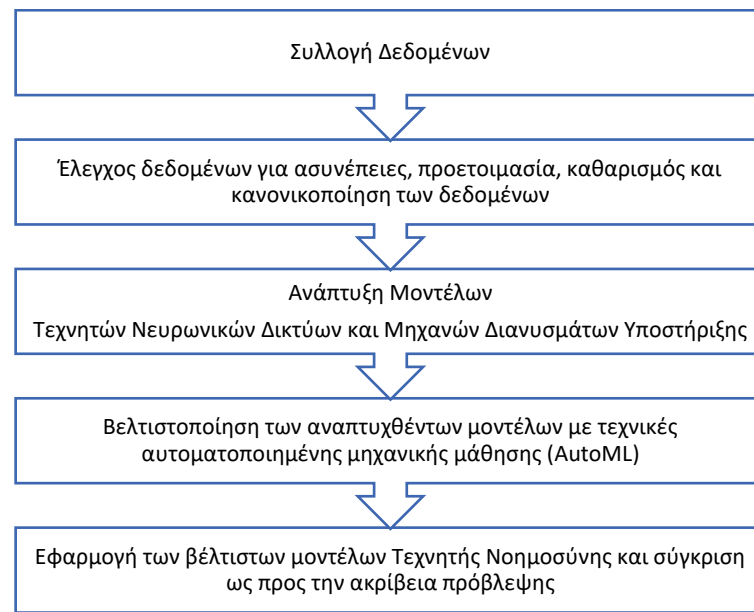 Συλλογή Δεδομένων
Έλεγχος δεδομένων για ασυνέπειες, προετοιμασία, καθαρισμός και
κανονικοποίηση των δεδομένων
Ανάπτυξη Μοντέλων
Τεχνητών Νευρωνικών Δικτύων και Μηχανών Διανυσμάτων Υποστήριξης
Βελτιστοποίηση των αναπτυχθέντων μοντέλων με τεχνικές
αυτοματοποιημένης μηχανικής μάθησης (AutoML)
Εφαρμογή των βέλτιστων μοντέλων Τεχνητής Νοημοσύνης και σύγκριση
ως προς την ακρίβεια πρόβλεψης